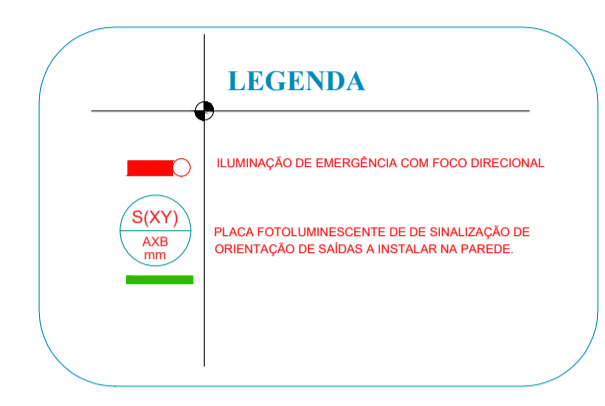 LEGENDA
ILUMINAÇÃO DE EMERGÊNCIA COM FOCO DIRECIONAL
S(XY)
AXB
mm
PLACA FOTOLUMINESCENTE DE DE SINALIZAÇÃO DE
ORIENTAÇÃO DE SAÍDAS A INSTALAR NA PAREDE.